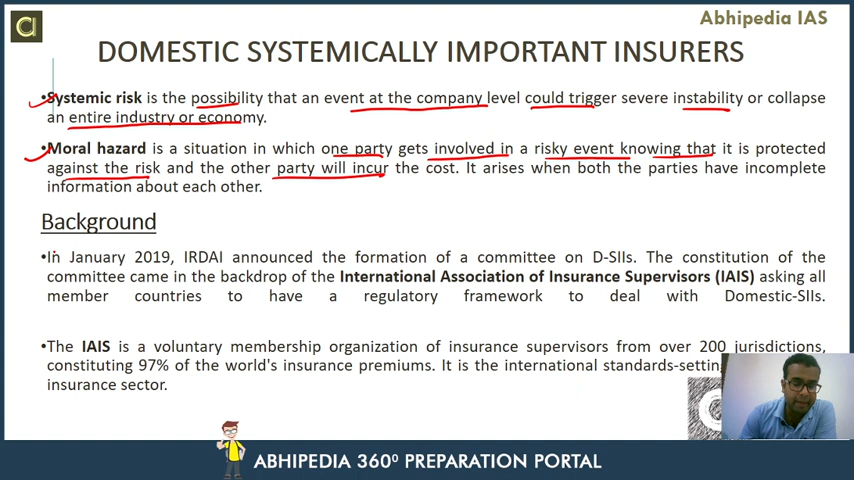 Abhipedia IAS
DOMESTIC SYSTEMICALLY IMPORTANT INSURERS
•Systemic risk is the possibility that an event at the company level could trigger severe instability or collapse
an entire industry or economy.
•Moral hazard is a situation in which one party gets involved in a risky event knowing that it is protected
against the risk and the other party will incur the cost. It arises when both the parties have incomplete
information about each other.
Background
•In January 2019, IRDAI announced the formation of a committee on D-SIIs. The constitution of the
committee came in the backdrop of the International Association of Insurance Supervisors (IAIS) asking all
member countries to have a regulatory framework to deal with Domestic-SIIs.
•The IAIS is a voluntary membership organization of insurance supervisors from over 200 jurisdictions,
constituting 97% of the world's insurance premiums. It is the international standards-setting
insurance sector.
ABHIPEDIA 360⁰ PREPARATION PORTAL